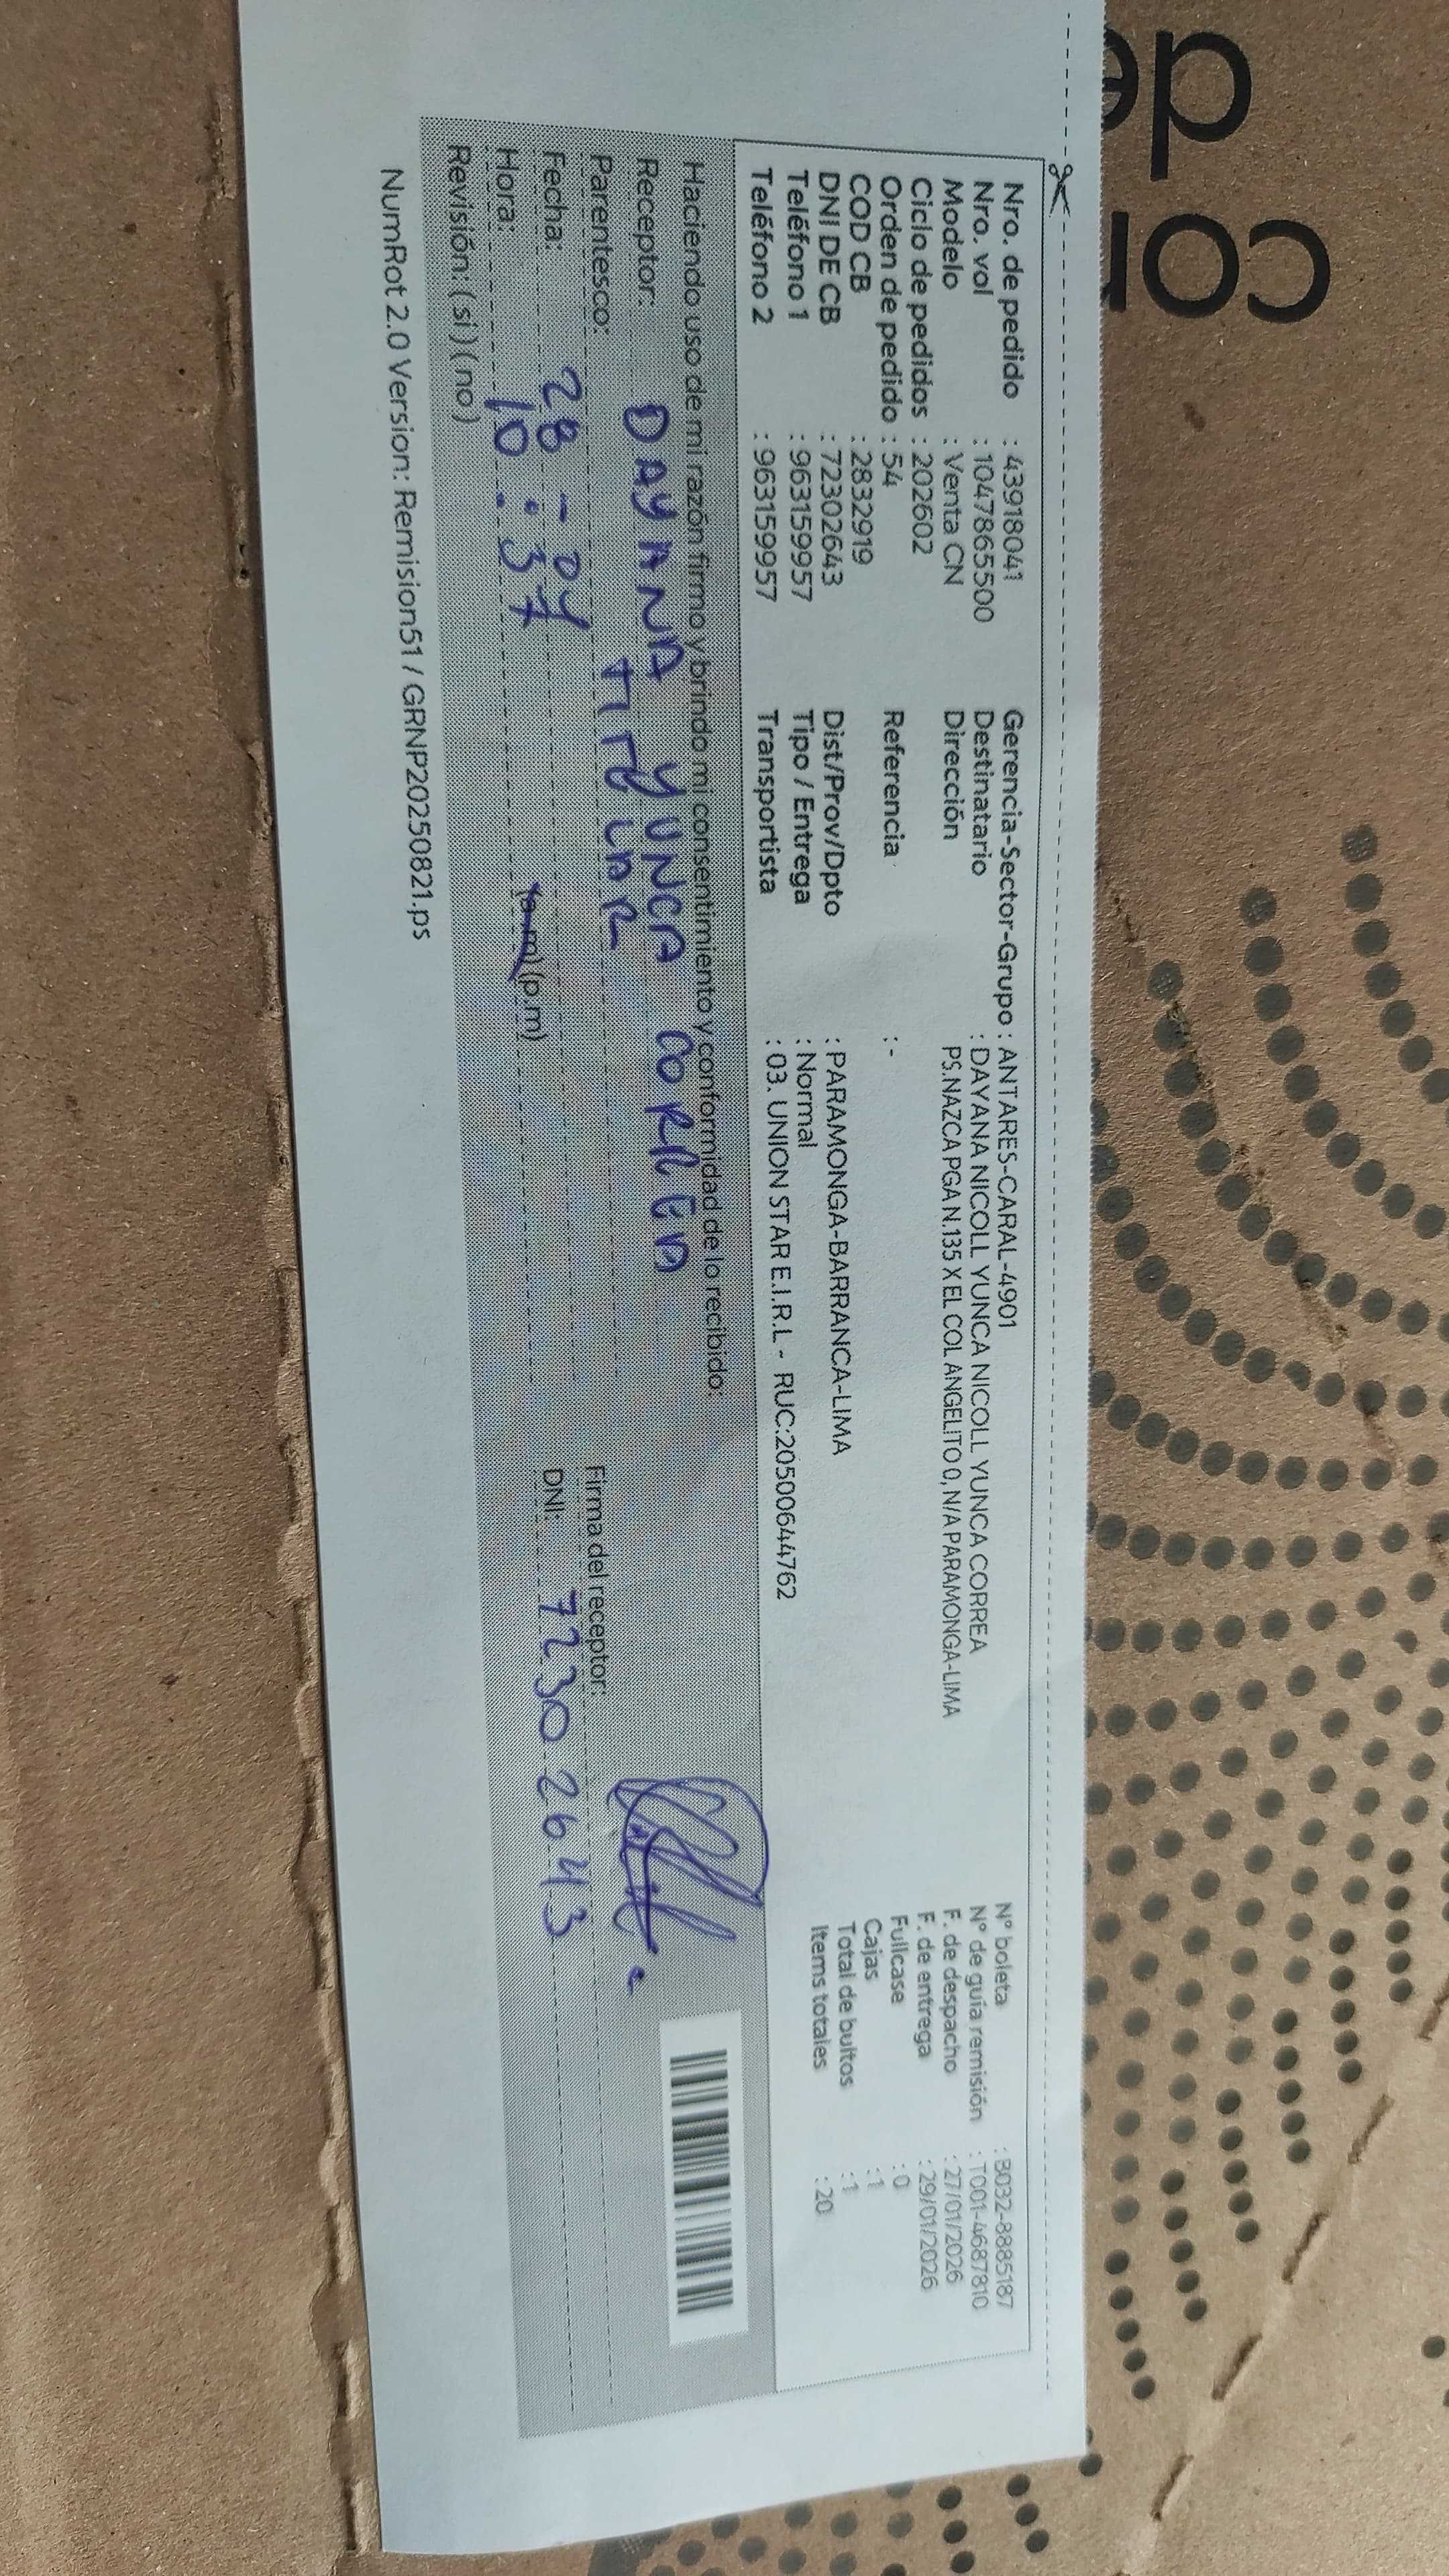 de
cor
Nro. de pedido : 43918041
Nro. vol : 1047865500
Modelo : Venta CN
Ciclo de pedidos : 202602
Orden de pedido : 54
COD CB : 2832919
DNI DE CB : 72302643
Teléfono 1 : 963159957
Teléfono 2 : 963159957
Gerencia-Sector-Grupo : ANTARES-CARAL-4901
Destinatario : DAYANA NICOLL YUNCA NICOLL YUNCA CORREA
Dirección PS.NAZCA PGA N.135 X EL COL ANGELITO 0, N/A PARAMONGA-LIMA
Referencia : -
Dist/Prov/Dpto : PARAMONGA-BARRANCA-LIMA
Tipo / Entrega : Normal
Transportista : 03. UNION STAR E.I.R.L - RUC:20500644762
N° boleta : B032-8885187
N° de guía remisión : T001-4687810
F. de despacho : 27/01/2026
F. de entrega : 29/01/2026
Fullcase : 0
Cajas : 1
Total de bultos : 1
Items totales : 20
Haciendo uso de mi razón firmo y brindo mi consentimiento y conformidad de lo recibido:
Receptor: DAYANA YUNCA CORREA
Parentesco: TITULAR
Firma del receptor:
Fecha: 28 - 01
DNI: 72302643
Hora: 10 : 37 (a.m) (p.m)
Revisión: (si) (no)
NumRot 2.0 Version: Remision51 / GRNP20250821.ps